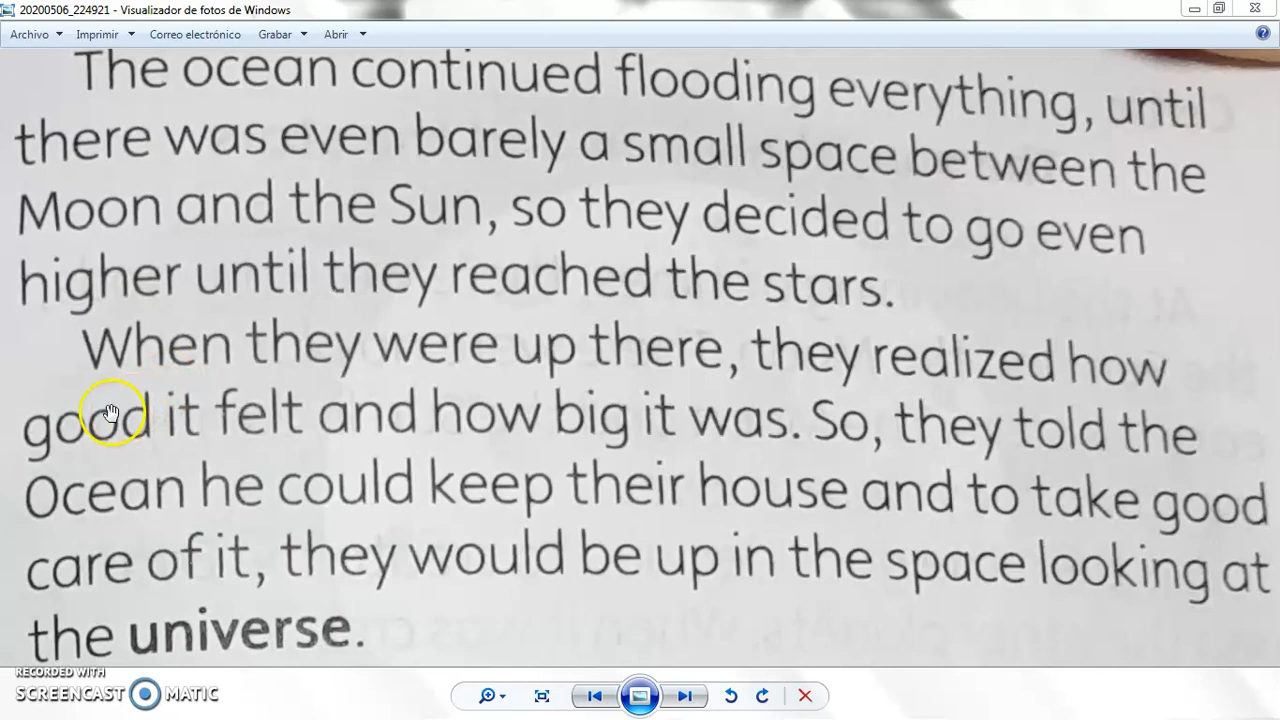 20200506_224921 - Visualizador de fotos de Windows
Archivo Imprimir Correo electrónico Grabar Abrir
The ocean continued flooding everything, until
there was even barely a small space between the
Moon and the Sun, so they decided to go even
higher until they reached the stars.
When they were up there, they realized how
good it felt and how big it was. So, they told the
Ocean he could keep their house and to take good
care of it, they would be up in the space looking at
the universe.
RECORDED WITH
SCREENCAST MATIC